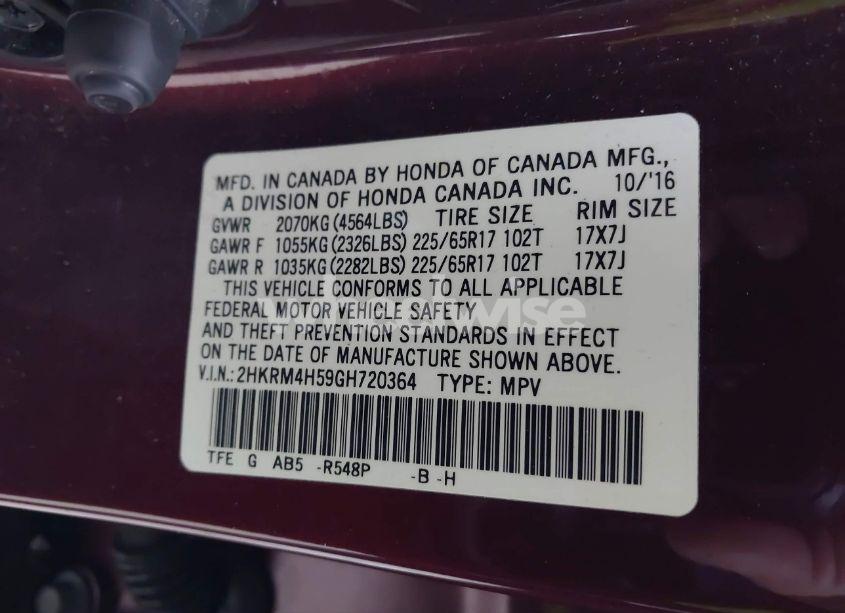 MFD. IN CANADA BY HONDA OF CANADA MFG.,
A DIVISION OF HONDA CANADA INC. 10/'16
GVWR 2070KG (4564LBS) TIRE SIZE RIM SIZE
GAWR F 1055KG (2326LBS) 225/65R17 102T 17X7J
GAWR R 1035KG (2282LBS) 225/65R17 102T 17X7J
THIS VEHICLE CONFORMS TO ALL APPLICABLE
FEDERAL MOTOR VEHICLE SAFETY
AND THEFT PREVENTION STANDARDS IN EFFECT
ON THE DATE OF MANUFACTURE SHOWN ABOVE.
V.I.N.: 2HKRM4H59GH720364 TYPE: MPV
TFE G AB5 -R548P -B -H